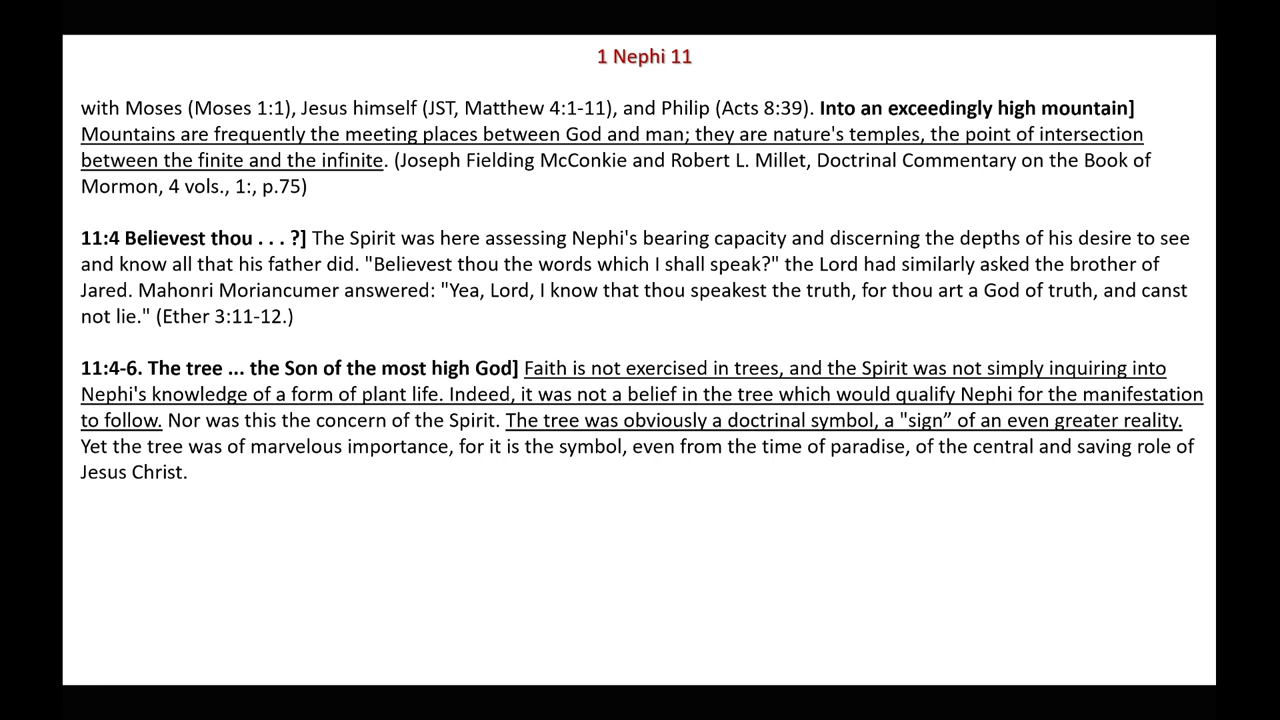 1 Nephi 11
with Moses (Moses 1:1), Jesus himself (JST, Matthew 4:1-11), and Philip (Acts 8:39). Into an exceedingly high mountain]
Mountains are frequently the meeting places between God and man; they are nature's temples, the point of intersection
between the finite and the infinite. (Joseph Fielding McConkie and Robert L. Millet, Doctrinal Commentary on the Book of
Mormon, 4 vols., 1:, p.75)
11:4 Believest thou . . . ?] The Spirit was here assessing Nephi's bearing capacity and discerning the depths of his desire to see
and know all that his father did. "Believest thou the words which I shall speak?" the Lord had similarly asked the brother of
Jared. Mahonri Moriancumer answered: "Yea, Lord, I know that thou speakest the truth, for thou art a God of truth, and canst
not lie." (Ether 3:11-12.)
11:4-6. The tree ... the Son of the most high God] Faith is not exercised in trees, and the Spirit was not simply inquiring into
Nephi's knowledge of a form of plant life. Indeed, it was not a belief in the tree which would qualify Nephi for the manifestation
to follow. Nor was this the concern of the Spirit. The tree was obviously a doctrinal symbol, a "sign” of an even greater reality.
Yet the tree was of marvelous importance, for it is the symbol, even from the time of paradise, of the central and saving role of
Jesus Christ.